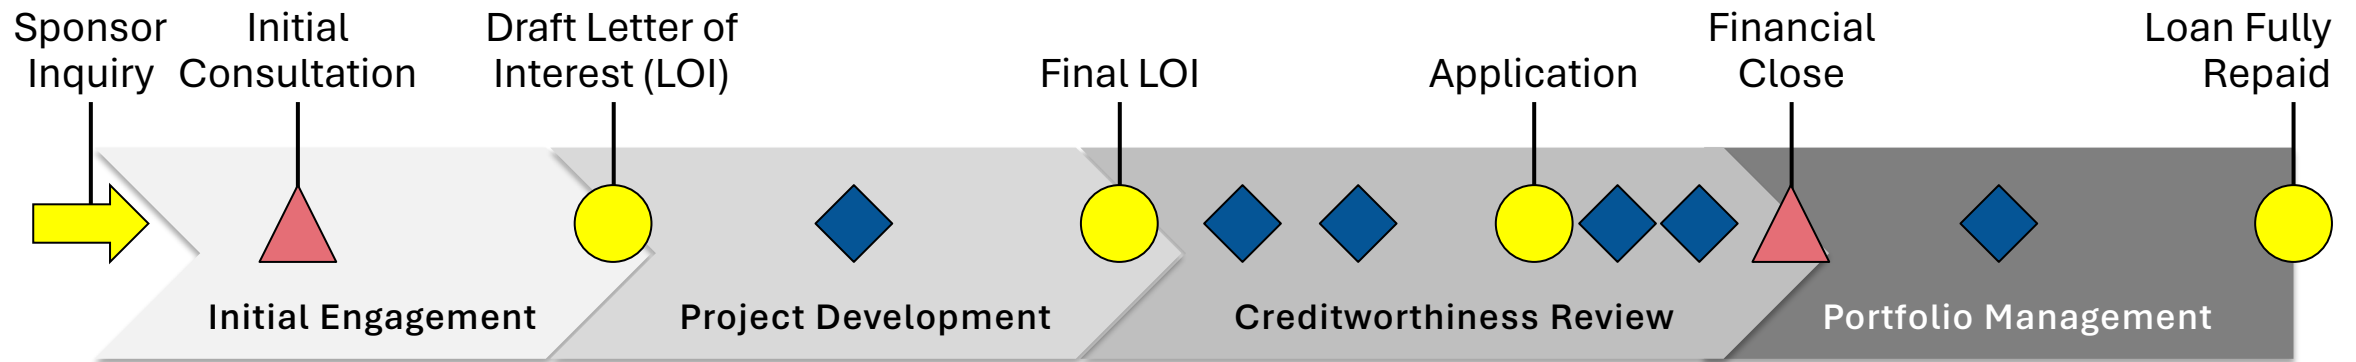 Sponsor
Inquiry
Initial
Consultation
Draft Letter of
Interest (LOI)
Final LOI
Application
Financial
Close
Loan Fully
Repaid
Initial Engagement
Project Development
Creditworthiness Review
Portfolio Management